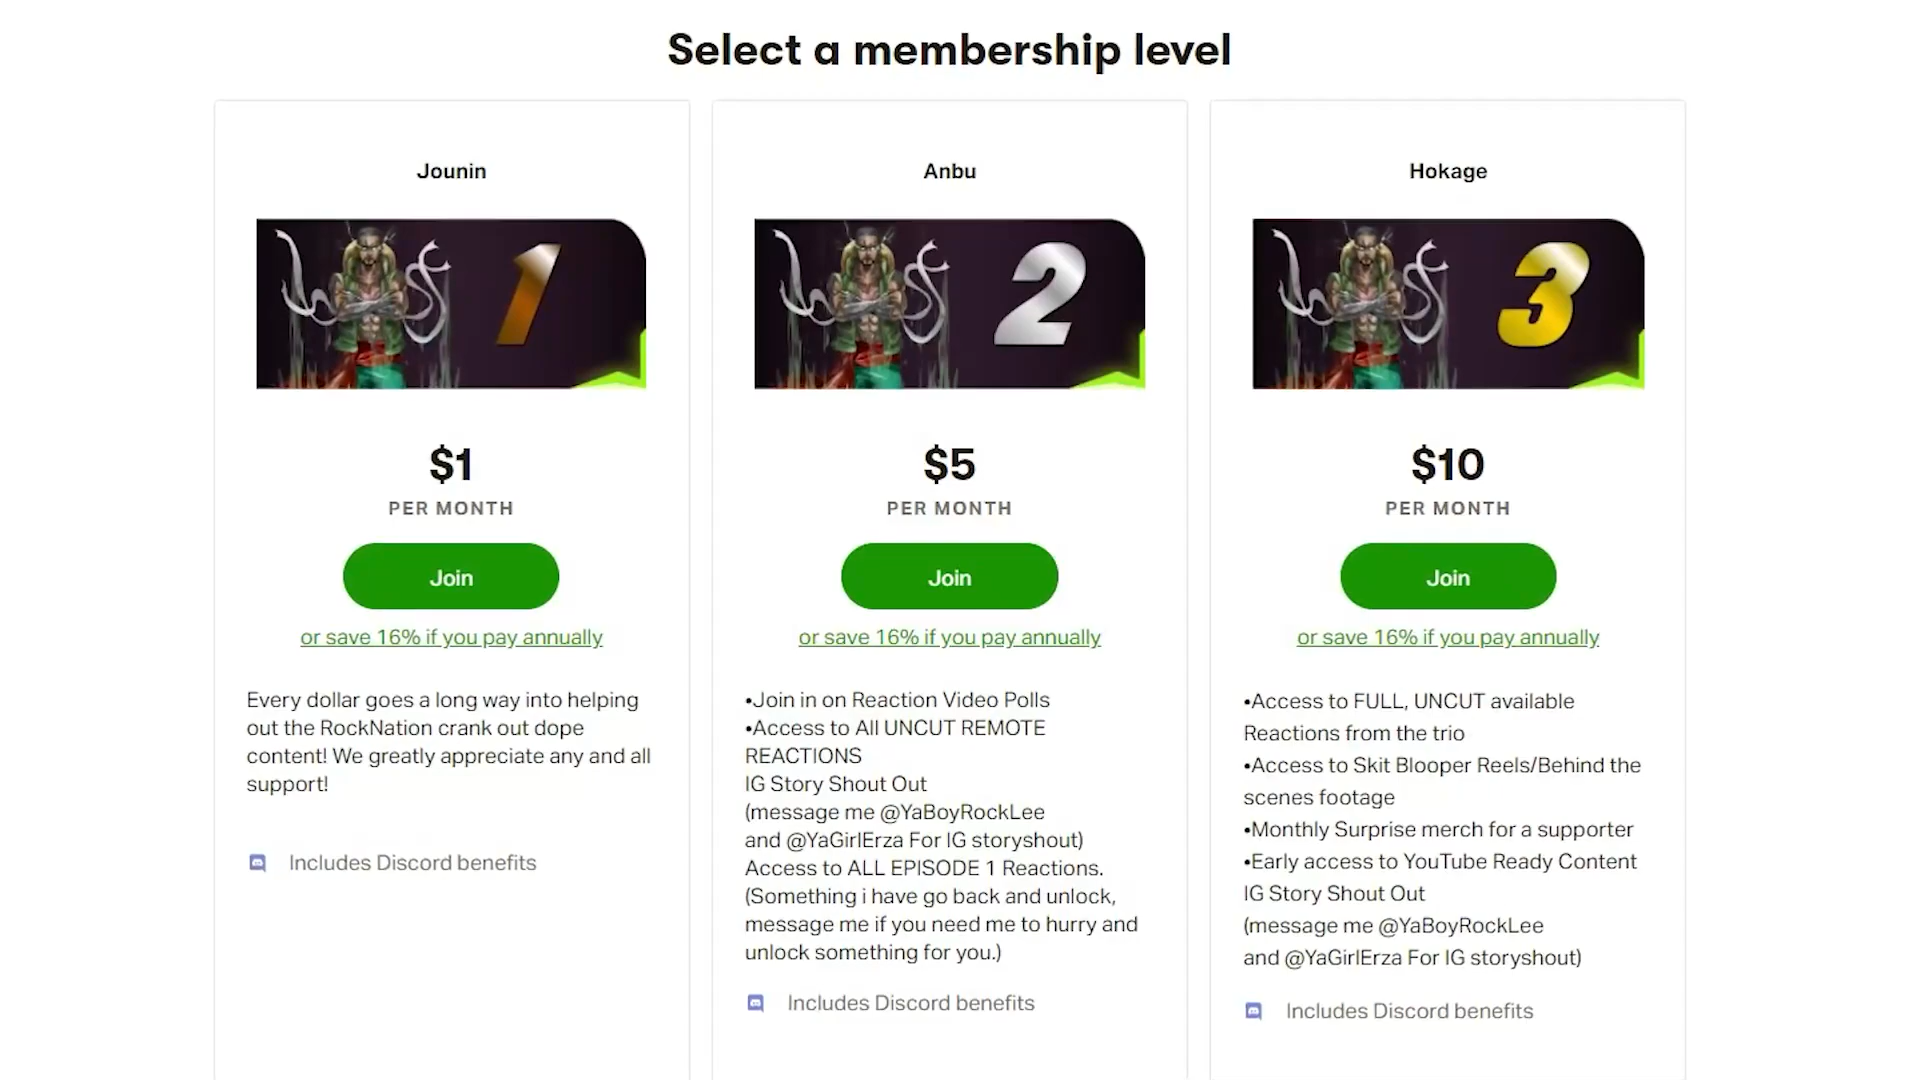 Select a membership level
Jounin
1
$1
PER MONTH
Join
or save 16% if you pay annually
Every dollar goes a long way into helping
out the RockNation crank out dope
content! We greatly appreciate any and all
support!
Includes Discord benefits
Anbu
2
$5
PER MONTH
Join
or save 16% if you pay annually
•Join in on Reaction Video Polls
•Access to All UNCUT REMOTE
REACTIONS
IG Story Shout Out
(message me @YaBoyRockLee
and @YaGirlErza For IG storyshout)
Access to ALL EPISODE 1 Reactions.
(Something i have go back and unlock,
message me if you need me to hurry and
unlock something for you.)
Includes Discord benefits
Hokage
3
$10
PER MONTH
Join
or save 16% if you pay annually
•Access to FULL, UNCUT available
Reactions from the trio
•Access to Skit Blooper Reels/Behind the
scenes footage
•Monthly Surprise merch for a supporter
•Early access to YouTube Ready Content
IG Story Shout Out
(message me @YaBoyRockLee
and @YaGirlErza For IG storyshout)
Includes Discord benefits